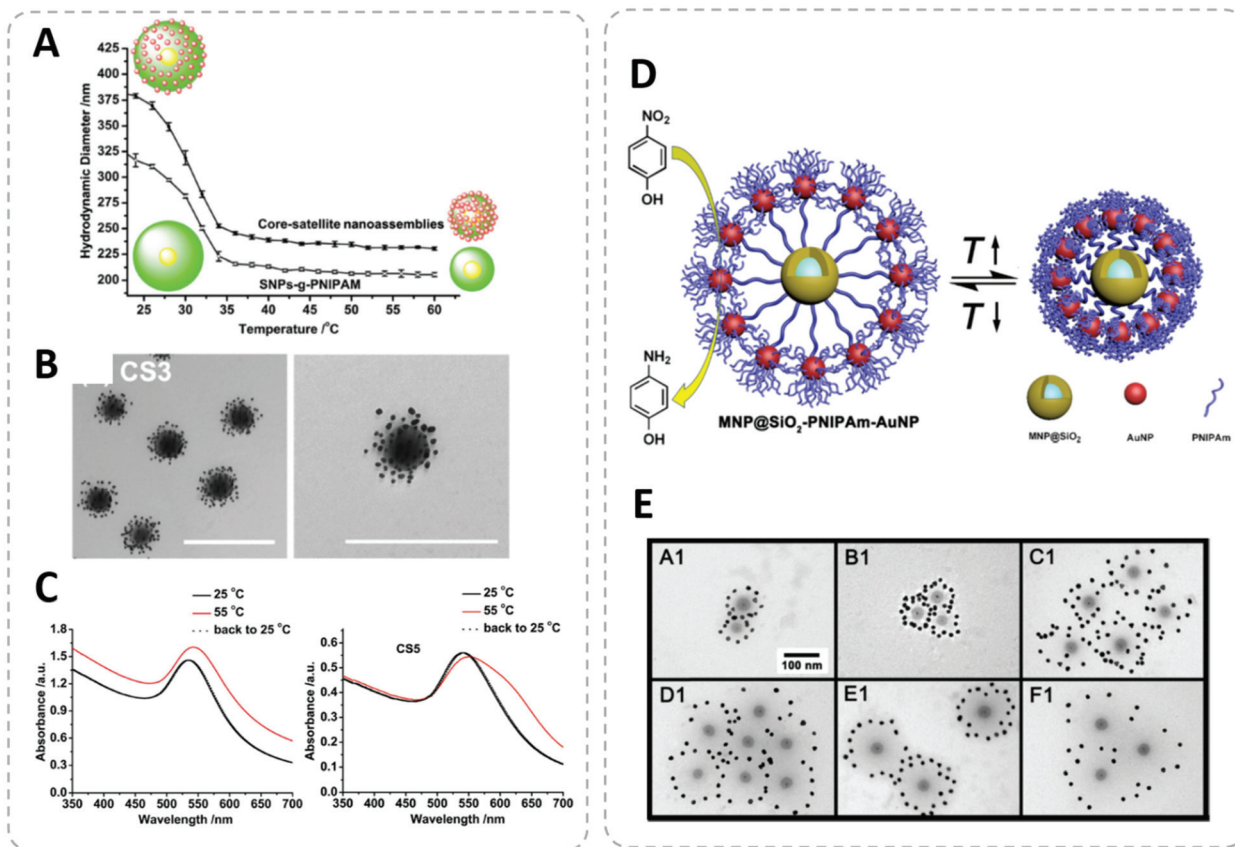 A
425
400
375
350
325
300
275
250
225
200
Hydrodynamic Diameter /nm
Core-satellite nanoassemblies
SNPs-g-PNIPAM
25 30 35 40 45 50 55 60
Temperature /°C
B
CS3
C
25 °C
55 °C
back to 25 °C
1.8
1.5
1.2
0.9
0.6
0.3
0.0
Absorbance /a.u.
350 400 450 500 550 600 650 700
Wavelength /nm
25 °C
55 °C
back to 25 °C
CS5
0.6
0.5
0.4
0.3
0.2
0.1
0.0
Absorbance /a.u.
350 400 450 500 550 600 650 700
Wavelength /nm
D
NO₂
OH
NH₂
OH
MNP@SiO₂-PNIPAm-AuNP
T↑
T↓
MNP@SiO₂ AuNP PNIPAm
E
A1 B1 C1
100 nm
D1 E1 F1